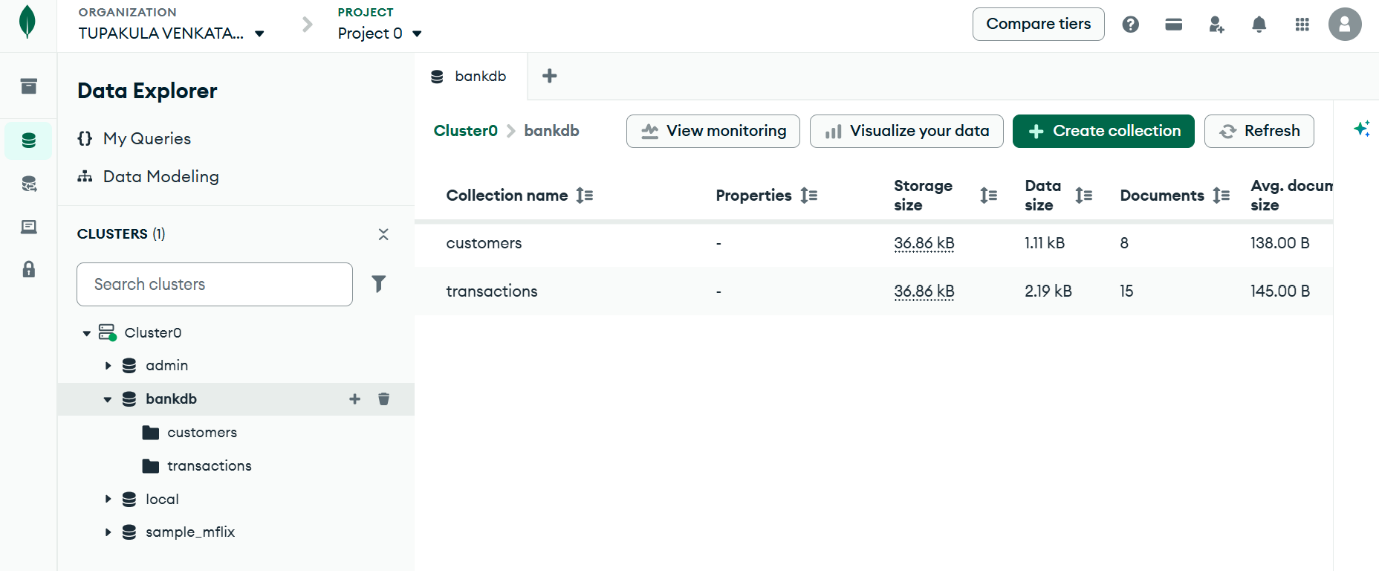 ORGANIZATION
TUPAKULA VENKATA...
PROJECT
Project 0
Compare tiers
Data Explorer
My Queries
Data Modeling
CLUSTERS (1)
Search clusters
Cluster0
admin
bankdb
customers
transactions
local
sample_mflix
bankdb
Cluster0 bankdb
View monitoring
Visualize your data
Create collection
Refresh
Collection name Properties Storage size Data size Documents Avg. docum size
customers - 36.86 kB 1.11 kB 8 138.00 B
transactions - 36.86 kB 2.19 kB 15 145.00 B